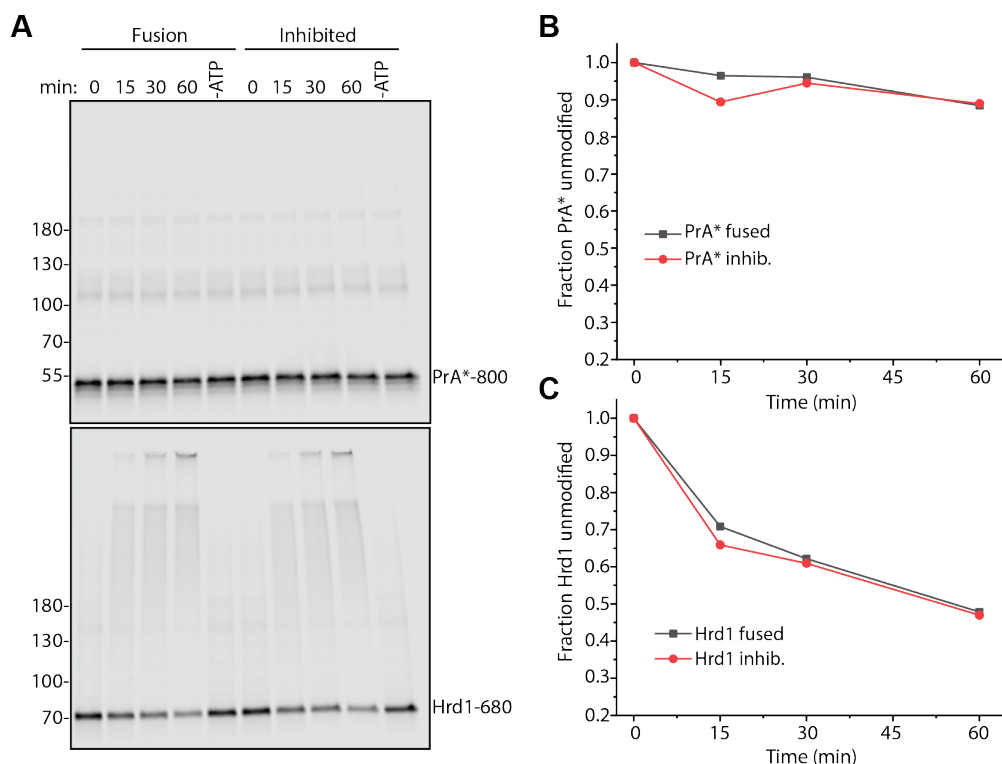 A
Fusion Inhibited
min: 0 15 30 60 -ATP 0 15 30 60 -ATP
180-
130-
100-
70-
55-
PrA*-800
180-
130-
100-
70-
Hrd1-680
B
Fraction PrA* unmodified
1.0
0.9
0.8
0.7
0.6
0.5
0.4
0.3
0.2
PrA* fused
PrA* inhib.
0 15 30 45 60
Time (min)
C
Fraction Hrd1 unmodified
1.0
0.9
0.8
0.7
0.6
0.5
0.4
0.3
0.2
Hrd1 fused
Hrd1 inhib.
0 15 30 45 60
Time (min)